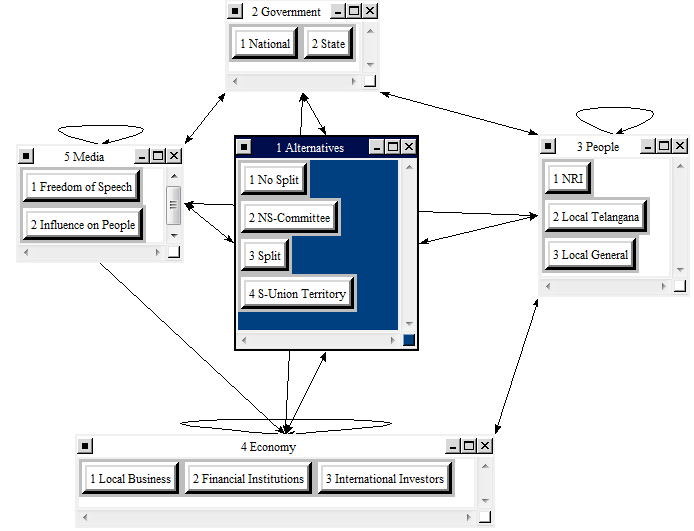 2 Government
1 National
2 State
5 Media
1 Freedom of Speech
2 Influence on People
1 Alternatives
1 No Split
2 NS-Committee
3 Split
4 S-Union Territory
3 People
1 NRI
2 Local Telangana
3 Local General
4 Economy
1 Local Business
2 Financial Institutions
3 International Investors